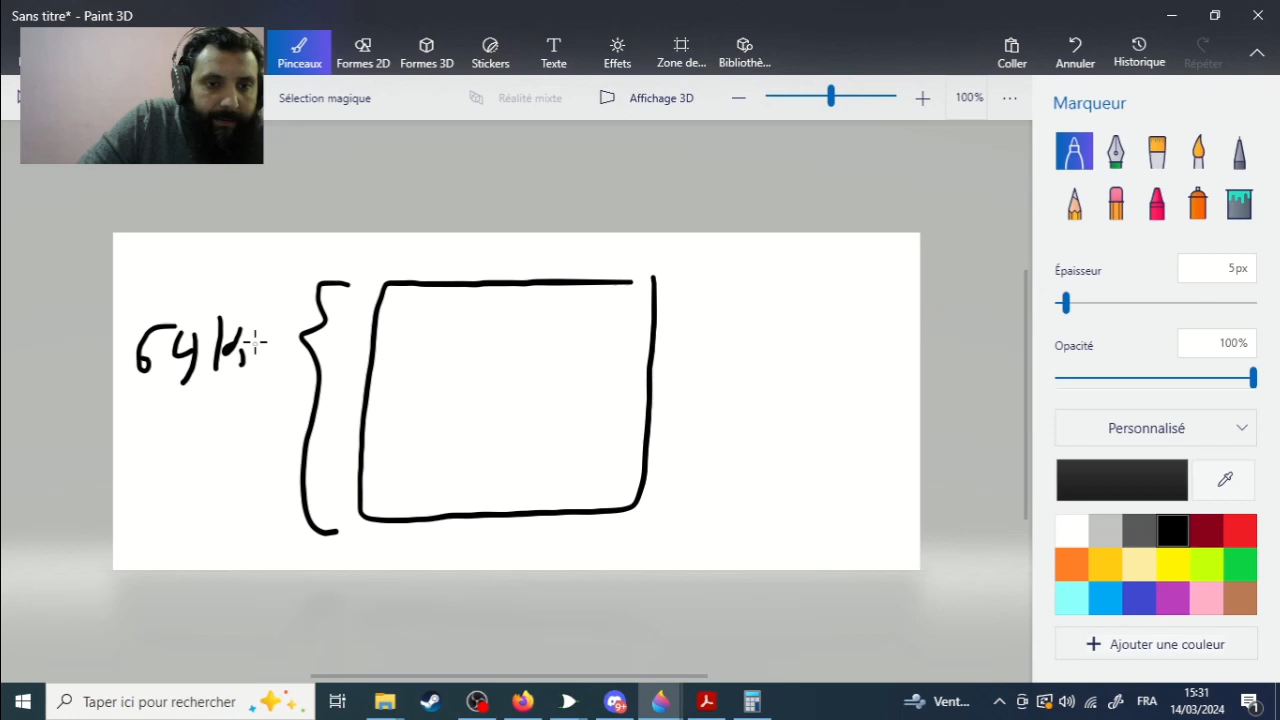 Sans titre* - Paint 3D
Pinceaux Formes 2D Formes 3D Stickers Texte Effets Zone de... Bibliothè... Coller Annuler Historique Répéter
Sélection magique Réalité mixte Affichage 3D 100% ...
Marqueur
Épaisseur 5px
Opacité 100%
Personnalisé
Ajouter une couleur
64 k
Taper ici pour rechercher 9+ Vent... FRA 15:31
14/03/2024 1